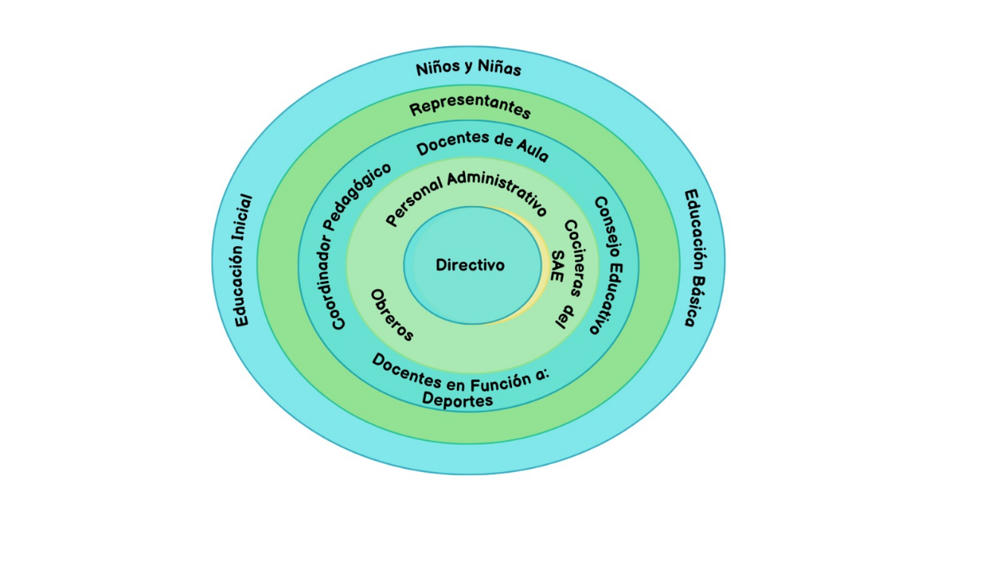 Niños y Niñas
Representantes
Docentes de Aula
Personal Administrativo
Coordinador Pedagógico
Educación Inicial
Directivo
Cocineras del
SAE
Consejo Educativo
Educación Básica
Obreros
Docentes en Función a:
Deportes